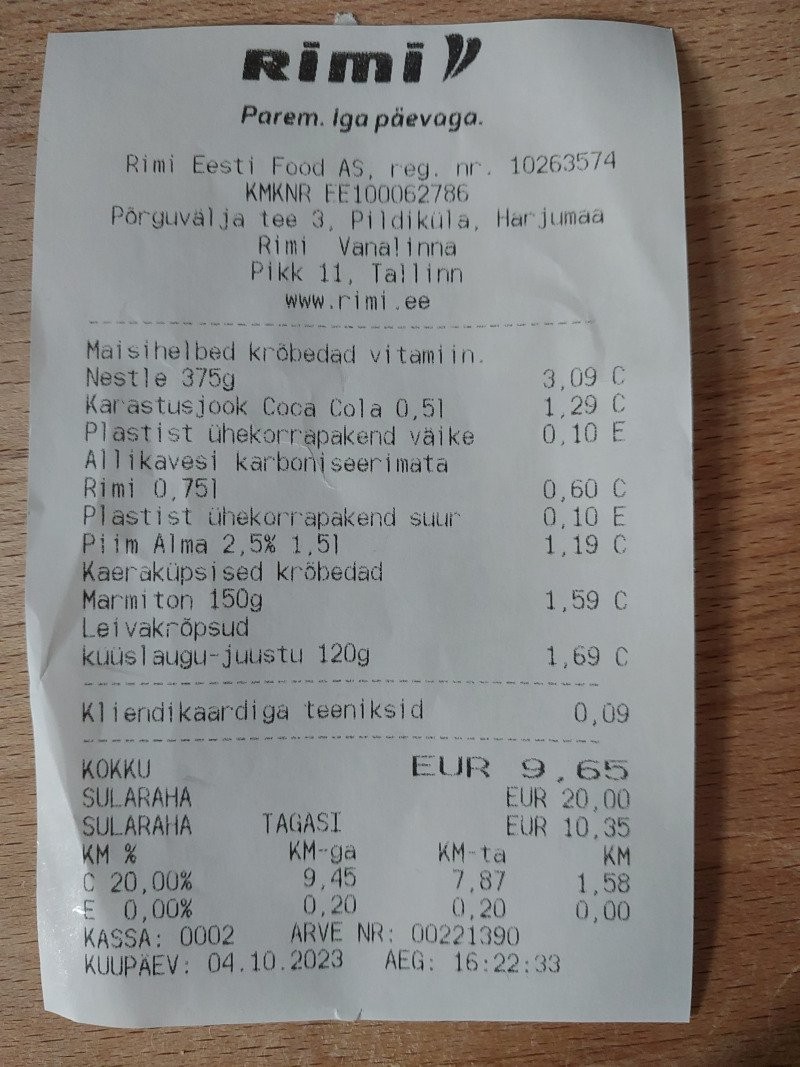 Rimi
Parem. Iga päevaga.
Rimi Eesti Food AS, reg. nr. 10263574
KMKNR EE100062786
Põrguvälja tee 3, Pildiküla, Harjumaa
Rimi Vanalinna
Pikk 11, Tallinn
www.rimi.ee
Maisihelbed krõbedad vitamiin.
Nestle 375g 3,09 C
Karastusjook Coca Cola 0,5l 1,29 C
Plastist ühekorrapakend väike 0,10 E
Allikavesi karboniseerimata
Rimi 0,75l 0,60 C
Plastist ühekorrapakend suur 0,10 E
Piim Alma 2,5% 1,5l 1,19 C
Kaeraküpsised krõbedad
Marmiton 150g 1,59 C
Leivakrõpsud
küüslaugu-juustu 120g 1,69 C
Kliendikaardiga teeniksid 0,09
KOKKU EUR 9,65
SULARAHA EUR 20,00
SULARAHA TAGASI EUR 10,35
KM % KM-ga KM-ta KM
C 20,00% 9,45 7,87 1,58
E 0,00% 0,20 0,20 0,00
KASSA: 0002 ARVE NR: 00221390
KUUPÄEV: 04.10.2023 AEG: 16:22:33